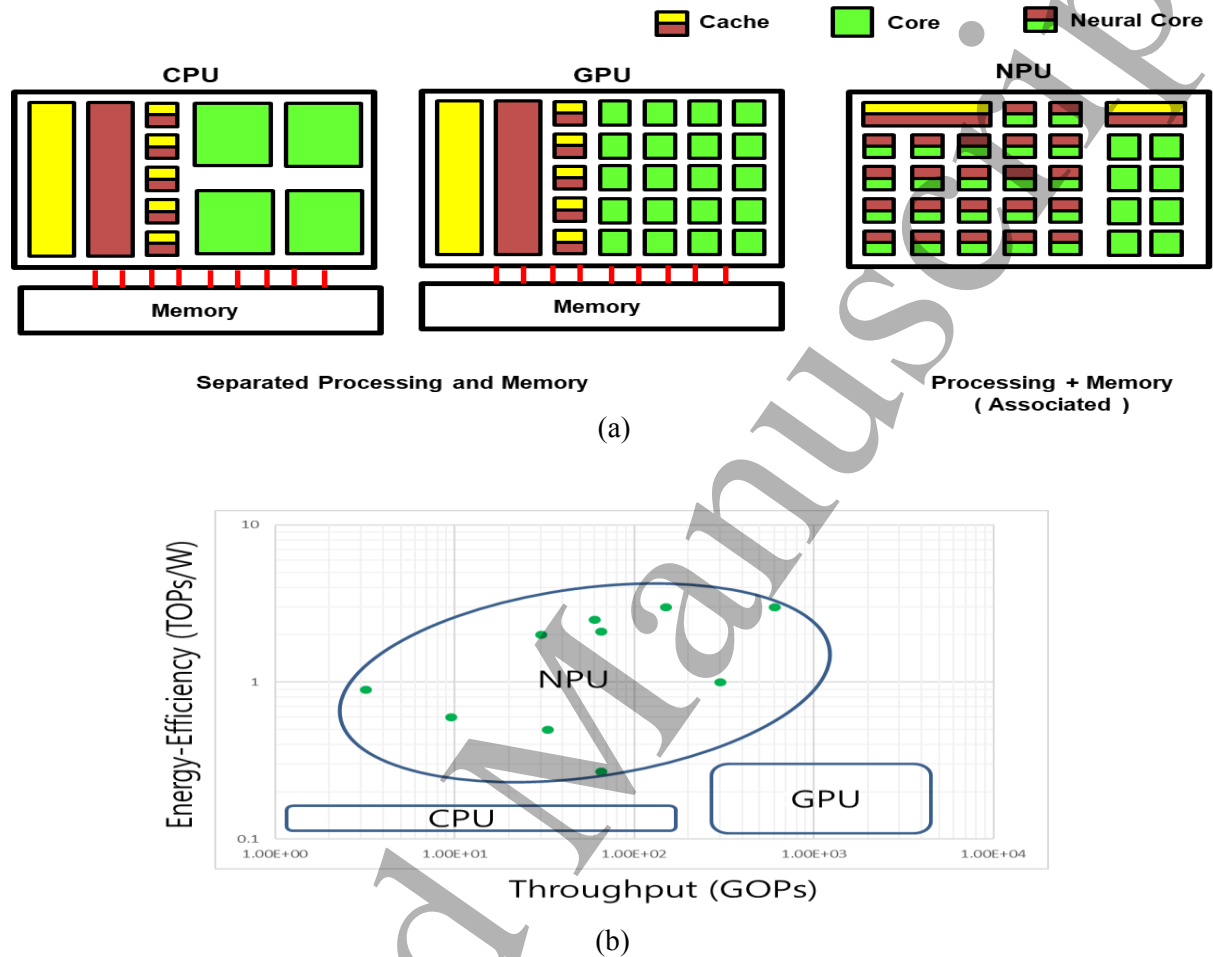 Cache
Core
Neural Core
CPU
GPU
NPU
Memory
Memory
Separated Processing and Memory
Processing + Memory
( Associated )
(a)
Energy-Efficiency (TOPs/W)
10
1
0.1
NPU
CPU
GPU
1.00E+00
1.00E+01
1.00E+02
1.00E+03
1.00E+04
Throughput (GOPs)
(b)
d Manuscrip